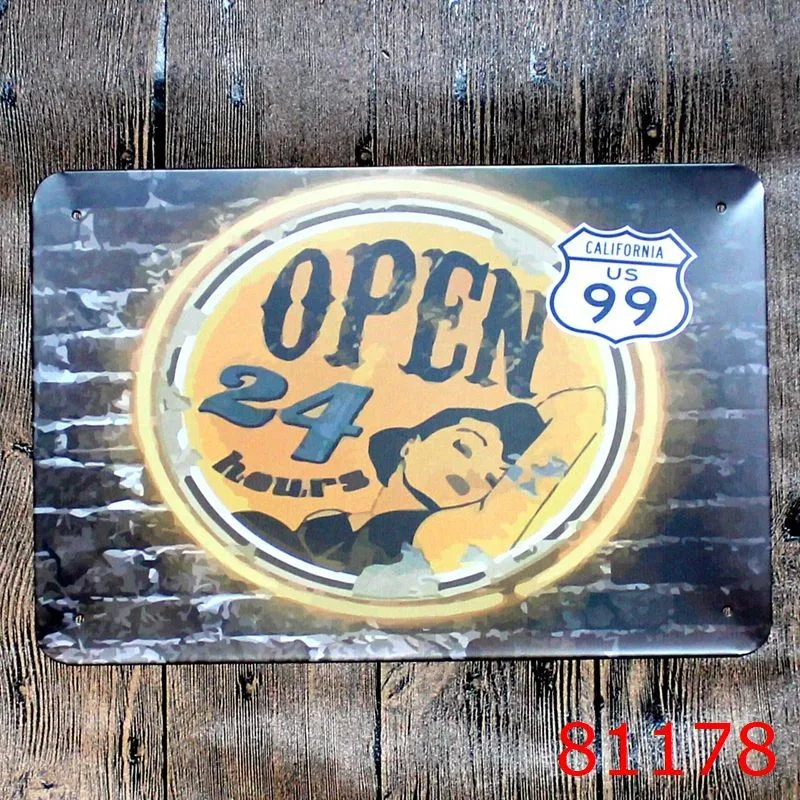 OPEN
24
hours
CALIFORNIA
US
99
81178